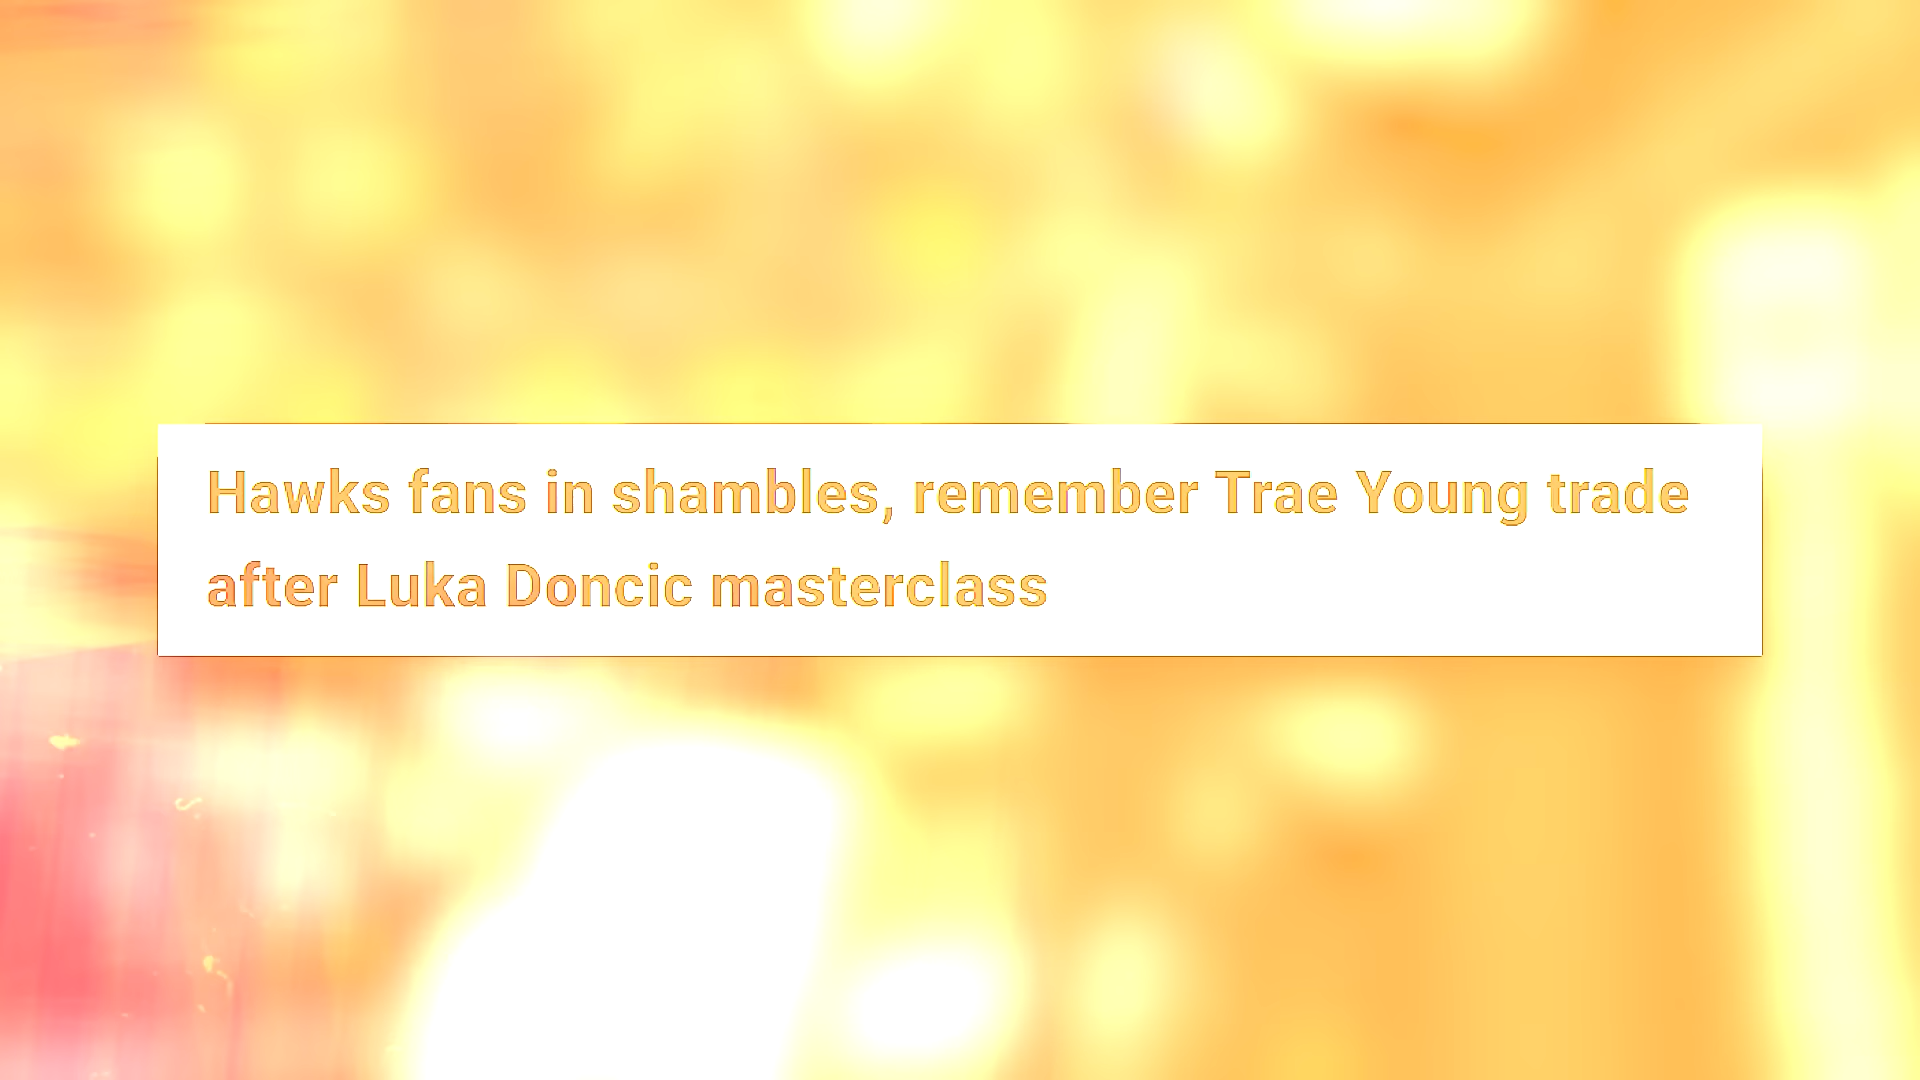 Hawks fans in shambles, remember Trae Young trade
after Luka Doncic masterclass